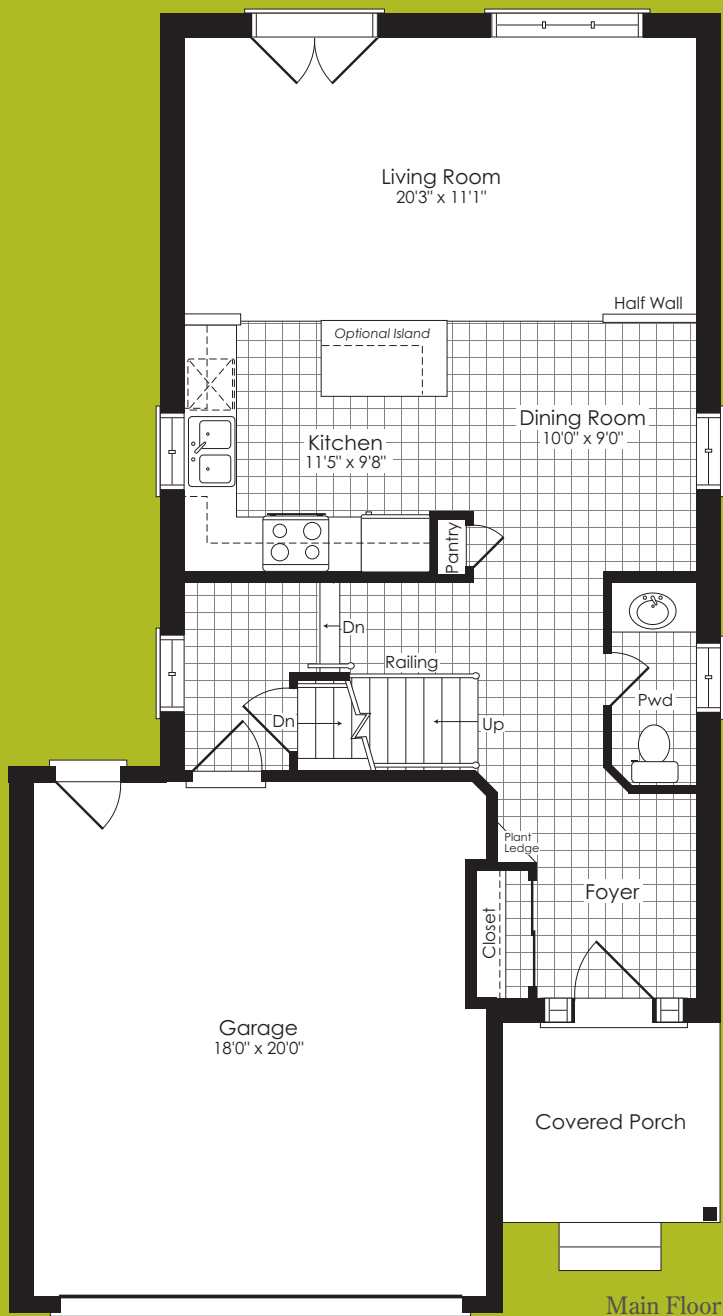 Living Room
20'3" x 11'1"
Half Wall
Optional Island
Dining Room
10'0" x 9'0"
Kitchen
11'5" x 9'8"
Pantry
Dn
Railing
Dn
Up
Pwd
Plant
Ledge
Foyer
Closet
Garage
18'0" x 20'0"
Covered Porch
Main Floor